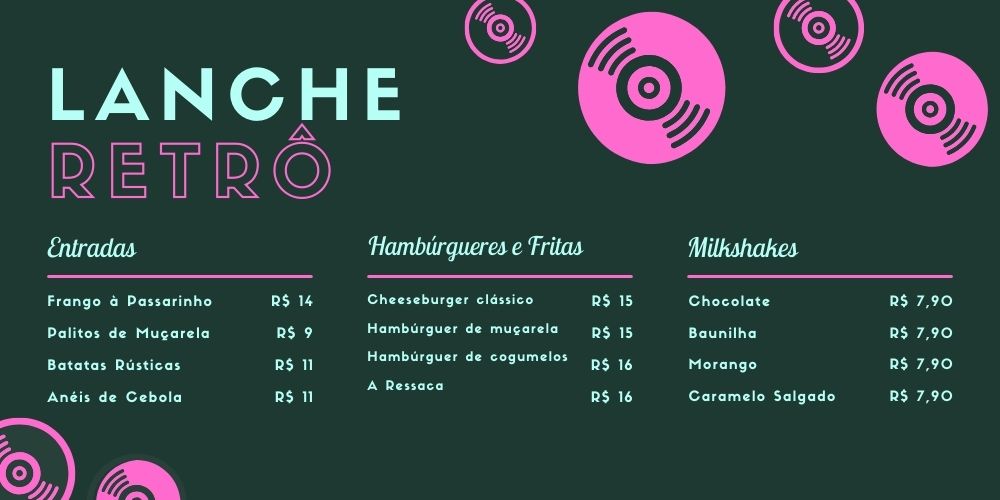 LANCHE
RETRÔ
Entradas
Frango à Passarinho R$ 14
Palitos de Muçarela R$ 9
Batatas Rústicas R$ 11
Anéis de Cebola R$ 11
Hambúrgueres e Fritas
Cheeseburger clássico R$ 15
Hambúrguer de muçarela R$ 15
Hambúrguer de cogumelos R$ 16
A Ressaca R$ 16
Milkshakes
Chocolate R$ 7,90
Baunilha R$ 7,90
Morango R$ 7,90
Caramelo Salgado R$ 7,90